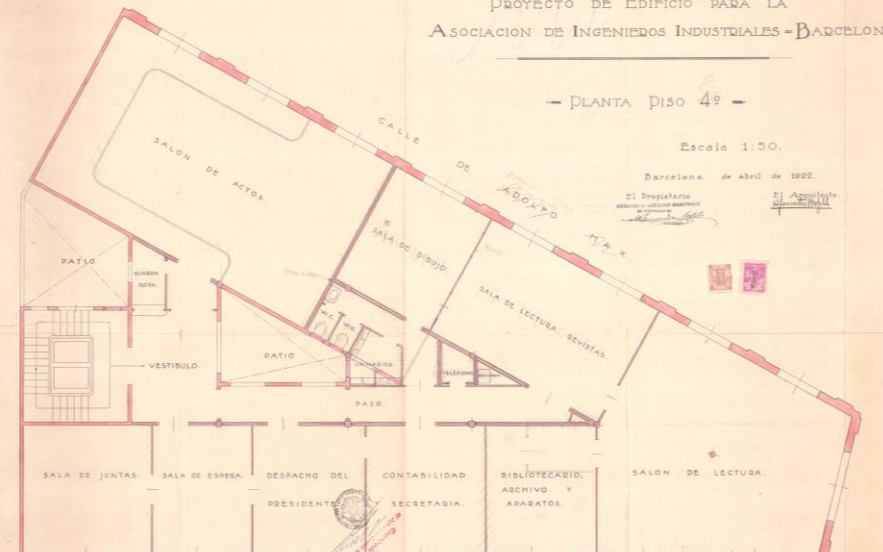 PROYECTO DE EDIFICIO PARA LA
ASOCIACION DE INGENIEROS INDUSTRIALES = BARCELON
PLANTA PISO 4º
Escala 1:50.
Barcelona de abril de 1922.
El Propietario
El Arquitecto
CALLE DE ADOLFO MAX.
SALON DE ACTOS
SALA DE DIBUJO.
SALA DE LECTURA REVISTAS
PATIO
GUARDA
ROPA.
W.C. W.C.
PATIO
VESTIBULO.
TELÉFONO
PASO.
SALA DE JUNTAS.
SALA DE ESPERA.
DESPACHO DEL
PRESIDENTE
CONTABILIDAD
SECRETARIA.
BIBLIOTECARIO,
ARCHIVO Y
APARATOS.
SALON DE LECTURA.